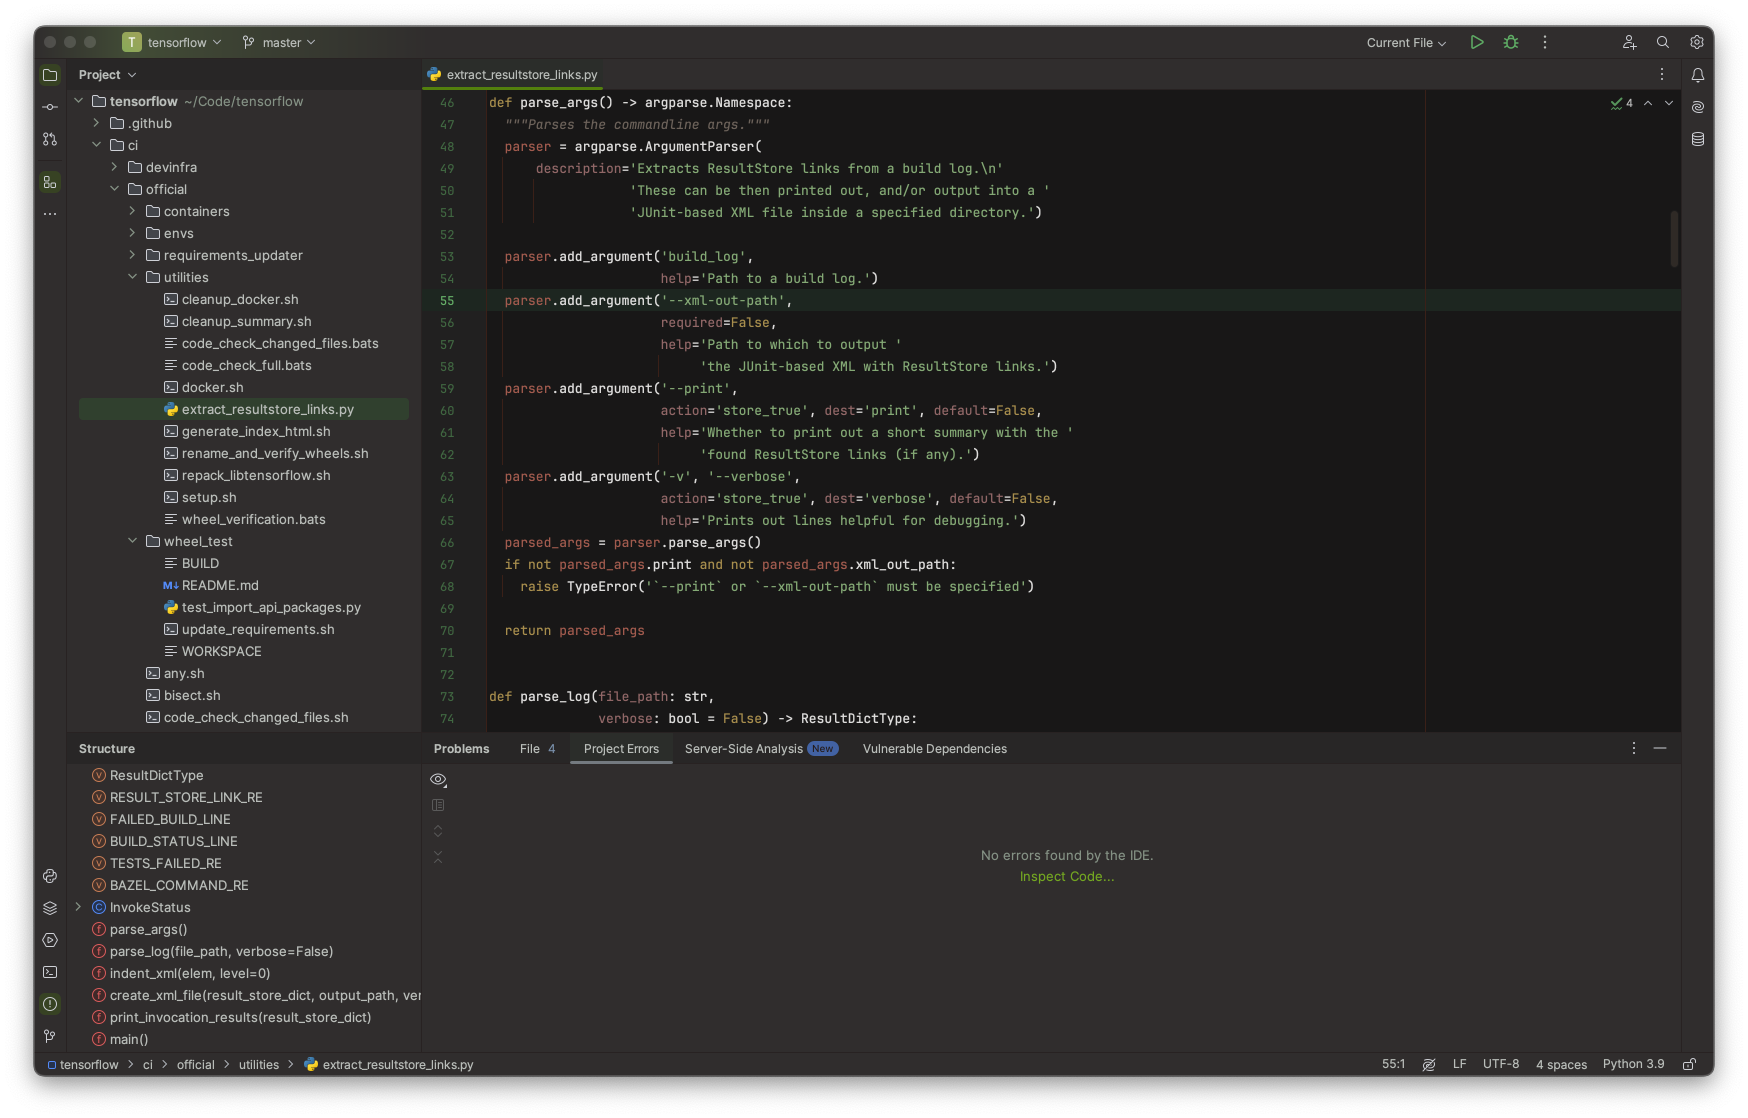 T tensorflow master Current File
Project
tensorflow ~/Code/tensorflow
.github
ci
devinfra
official
containers
envs
requirements_updater
utilities
cleanup_docker.sh
cleanup_summary.sh
code_check_changed_files.bats
code_check_full.bats
docker.sh
extract_resultstore_links.py
generate_index_html.sh
rename_and_verify_wheels.sh
repack_libtensorflow.sh
setup.sh
wheel_verification.bats
wheel_test
BUILD
M↓ README.md
test_import_api_packages.py
update_requirements.sh
WORKSPACE
any.sh
bisect.sh
code_check_changed_files.sh
extract_resultstore_links.py
4
46 def parse_args() -> argparse.Namespace:
47 """Parses the commandline args."""
48 parser = argparse.ArgumentParser(
49 description='Extracts ResultStore links from a build log.\n'
50 'These can be then printed out, and/or output into a '
51 'JUnit-based XML file inside a specified directory.')
52
53 parser.add_argument('build_log',
54 help='Path to a build log.')
55 parser.add_argument('--xml-out-path',
56 required=False,
57 help='Path to which to output '
58 'the JUnit-based XML with ResultStore links.')
59 parser.add_argument('--print',
60 action='store_true', dest='print', default=False,
61 help='Whether to print out a short summary with the '
62 'found ResultStore links (if any).')
63 parser.add_argument('-v', '--verbose',
64 action='store_true', dest='verbose', default=False,
65 help='Prints out lines helpful for debugging.')
66 parsed_args = parser.parse_args()
67 if not parsed_args.print and not parsed_args.xml_out_path:
68 raise TypeError('`--print` or `--xml-out-path` must be specified')
69
70 return parsed_args
71
72
73 def parse_log(file_path: str,
74 verbose: bool = False) -> ResultDictType:
Structure
V ResultDictType
V RESULT_STORE_LINK_RE
V FAILED_BUILD_LINE
V BUILD_STATUS_LINE
V TESTS_FAILED_RE
V BAZEL_COMMAND_RE
C InvokeStatus
f parse_args()
f parse_log(file_path, verbose=False)
f indent_xml(elem, level=0)
f create_xml_file(result_store_dict, output_path, ver
f print_invocation_results(result_store_dict)
f main()
Problems File 4 Project Errors Server-Side Analysis New Vulnerable Dependencies
No errors found by the IDE.
Inspect Code...
tensorflow > ci > official > utilities > extract_resultstore_links.py 55:1 LF UTF-8 4 spaces Python 3.9